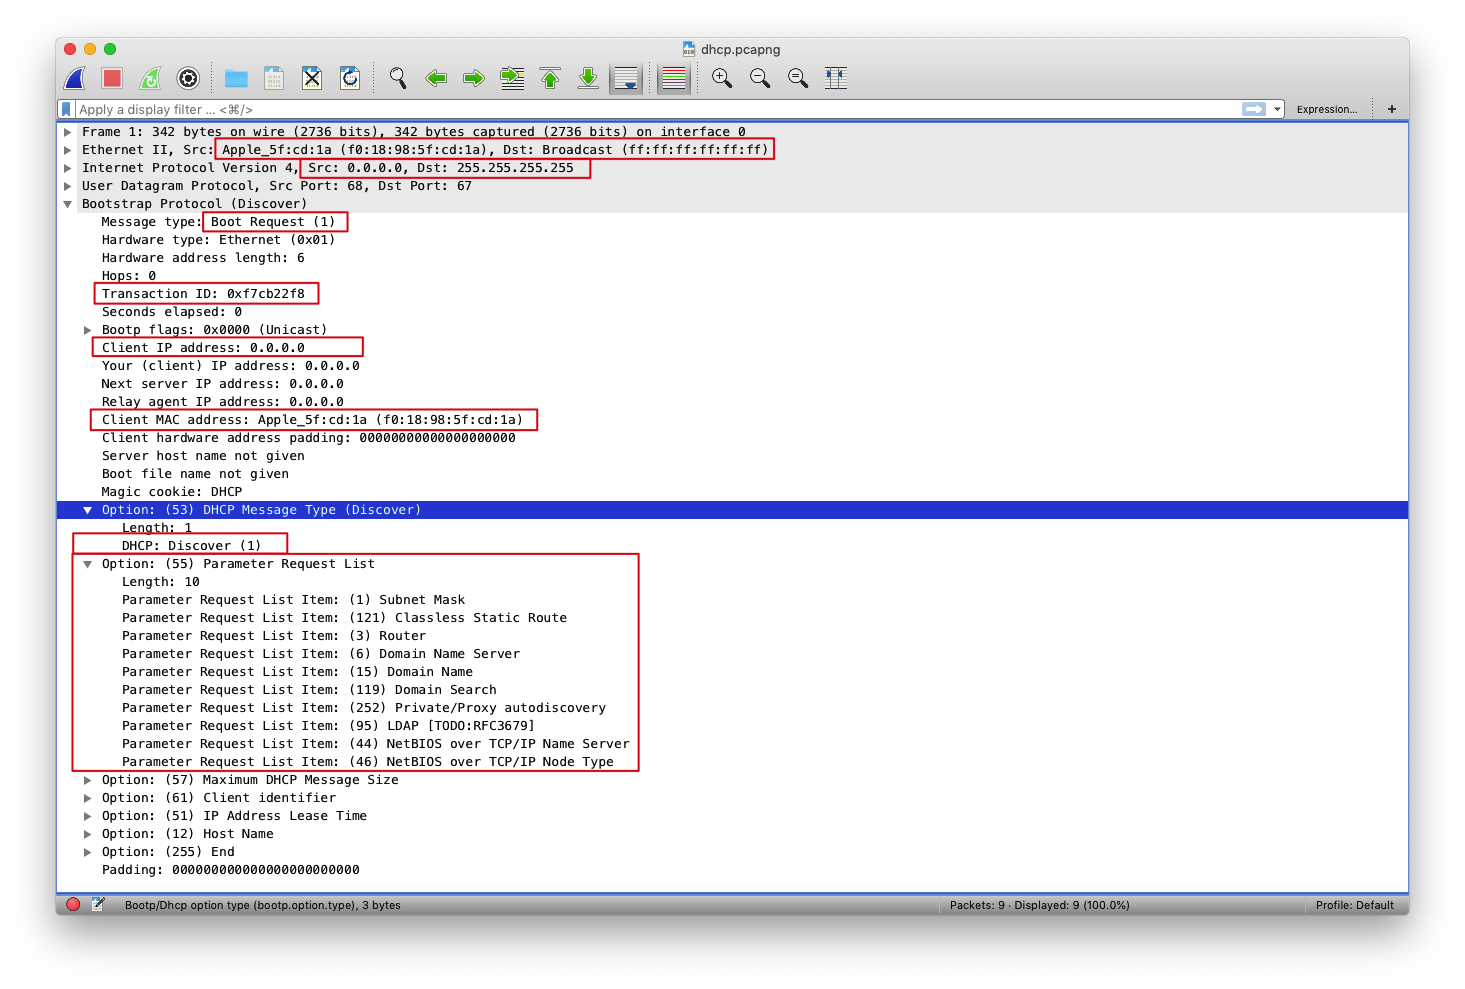 dhcp.pcapng
Apply a display filter ... <⌘/>
Expression...
+
Frame 1: 342 bytes on wire (2736 bits), 342 bytes captured (2736 bits) on interface 0
Ethernet II, Src: Apple_5f:cd:1a (f0:18:98:5f:cd:1a), Dst: Broadcast (ff:ff:ff:ff:ff:ff)
Internet Protocol Version 4, Src: 0.0.0.0, Dst: 255.255.255.255
User Datagram Protocol, Src Port: 68, Dst Port: 67
Bootstrap Protocol (Discover)
Message type: Boot Request (1)
Hardware type: Ethernet (0x01)
Hardware address length: 6
Hops: 0
Transaction ID: 0xf7cb22f8
Seconds elapsed: 0
Bootp flags: 0x0000 (Unicast)
Client IP address: 0.0.0.0
Your (client) IP address: 0.0.0.0
Next server IP address: 0.0.0.0
Relay agent IP address: 0.0.0.0
Client MAC address: Apple_5f:cd:1a (f0:18:98:5f:cd:1a)
Client hardware address padding: 00000000000000000000
Server host name not given
Boot file name not given
Magic cookie: DHCP
Option: (53) DHCP Message Type (Discover)
Length: 1
DHCP: Discover (1)
Option: (55) Parameter Request List
Length: 10
Parameter Request List Item: (1) Subnet Mask
Parameter Request List Item: (121) Classless Static Route
Parameter Request List Item: (3) Router
Parameter Request List Item: (6) Domain Name Server
Parameter Request List Item: (15) Domain Name
Parameter Request List Item: (119) Domain Search
Parameter Request List Item: (252) Private/Proxy autodiscovery
Parameter Request List Item: (95) LDAP [TODO:RFC3679]
Parameter Request List Item: (44) NetBIOS over TCP/IP Name Server
Parameter Request List Item: (46) NetBIOS over TCP/IP Node Type
Option: (57) Maximum DHCP Message Size
Option: (61) Client identifier
Option: (51) IP Address Lease Time
Option: (12) Host Name
Option: (255) End
Padding: 000000000000000000000000
Bootp/Dhcp option type (bootp.option.type), 3 bytes
Packets: 9 · Displayed: 9 (100.0%)
Profile: Default